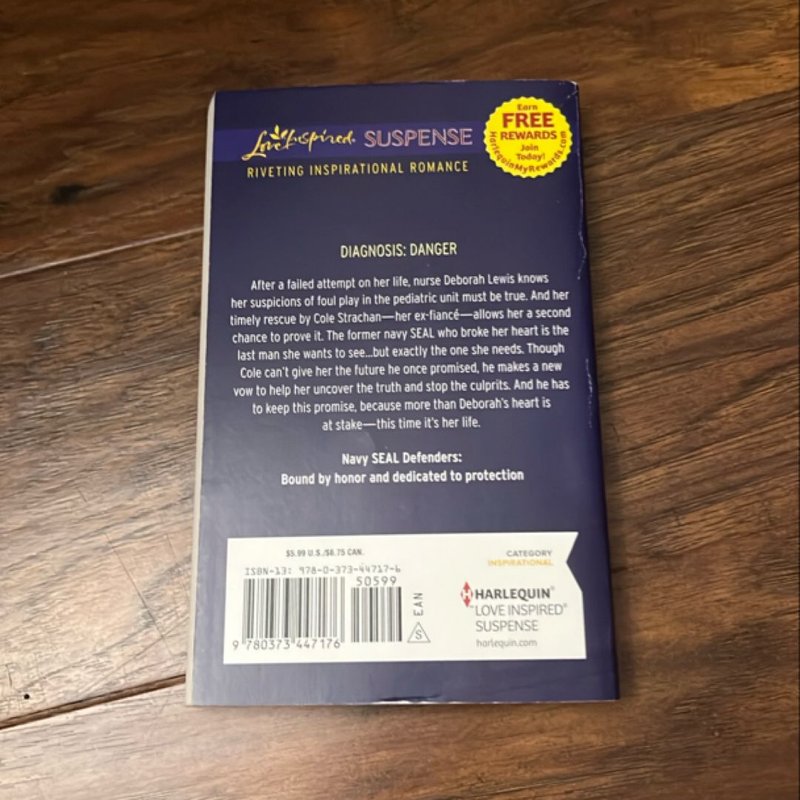 Love Inspired® SUSPENSE
RIVETING INSPIRATIONAL ROMANCE
Earn
FREE
REWARDS
Join
Today!
HarlequinMyRewards.com
DIAGNOSIS: DANGER
After a failed attempt on her life, nurse Deborah Lewis knows
her suspicions of foul play in the pediatric unit must be true. And her
timely rescue by Cole Strachan—her ex-fiancé—allows her a second
chance to prove it. The former navy SEAL who broke her heart is the
last man she wants to see...but exactly the one she needs. Though
Cole can't give her the future he once promised, he makes a new
vow to help her uncover the truth and stop the culprits. And he has
to keep this promise, because more than Deborah's heart is
at stake—this time it's her life.
Navy SEAL Defenders:
Bound by honor and dedicated to protection
$5.99 U.S./$6.75 CAN.
ISBN-13: 978-0-373-44717-6
50599
9 780373 447176
EAN
S
CATEGORY
INSPIRATIONAL
HARLEQUIN®
™LOVE INSPIRED®
SUSPENSE
harlequin.com